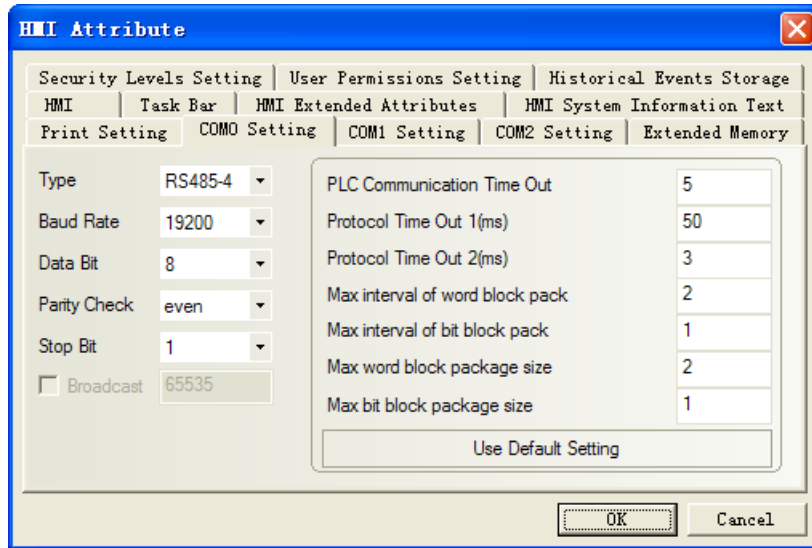 HMI Attribute
Security Levels Setting User Permissions Setting Historical Events Storage
HMI Task Bar HMI Extended Attributes HMI System Information Text
Print Setting COM0 Setting COM1 Setting COM2 Setting Extended Memory
Type RS485-4
Baud Rate 19200
Data Bit 8
Parity Check even
Stop Bit 1
Broadcast 65535
PLC Communication Time Out 5
Protocol Time Out 1(ms) 50
Protocol Time Out 2(ms) 3
Max interval of word block pack 2
Max interval of bit block pack 1
Max word block package size 2
Max bit block package size 1
Use Default Setting
OK Cancel